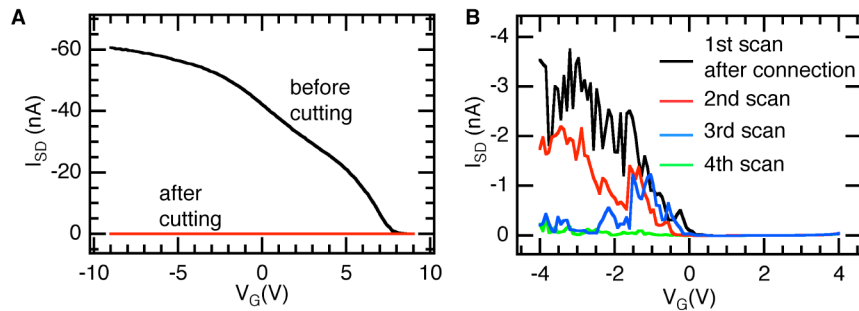 A
I_SD (nA)
-60
-40
-20
0
before
cutting
after
cutting
-10
-5
0
5
10
V_G(V)
B
I_SD (nA)
-4
-3
-2
-1
0
1st scan
after connection
2nd scan
3rd scan
4th scan
-4
-2
0
2
4
V_G(V)